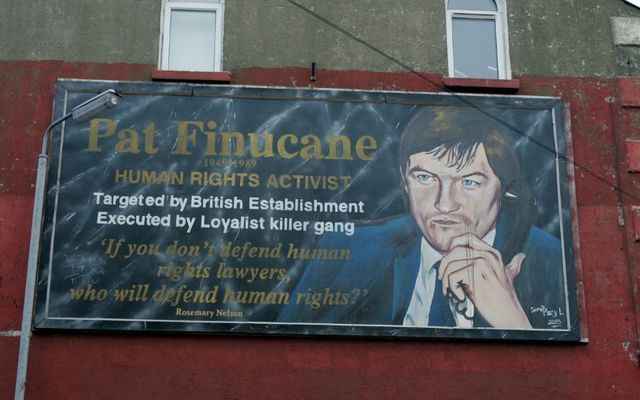 Pat Finucane
1949-1989
HUMAN RIGHTS ACTIVIST
Targeted by British Establishment
Executed by Loyalist killer gang
'If you don't defend human
rights lawyers,
who will defend human rights?'
Rosemary Nelson
2003